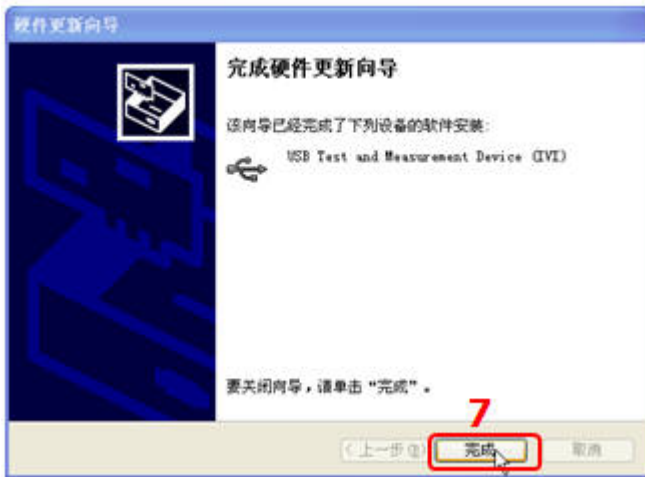 硬件更新向导
完成硬件更新向导
该向导已经完成了下列设备的软件安装:
USB Test and Measurement Device (IVI)
要关闭向导，请单击“完成”。
7
<上一步(B) 完成 取消